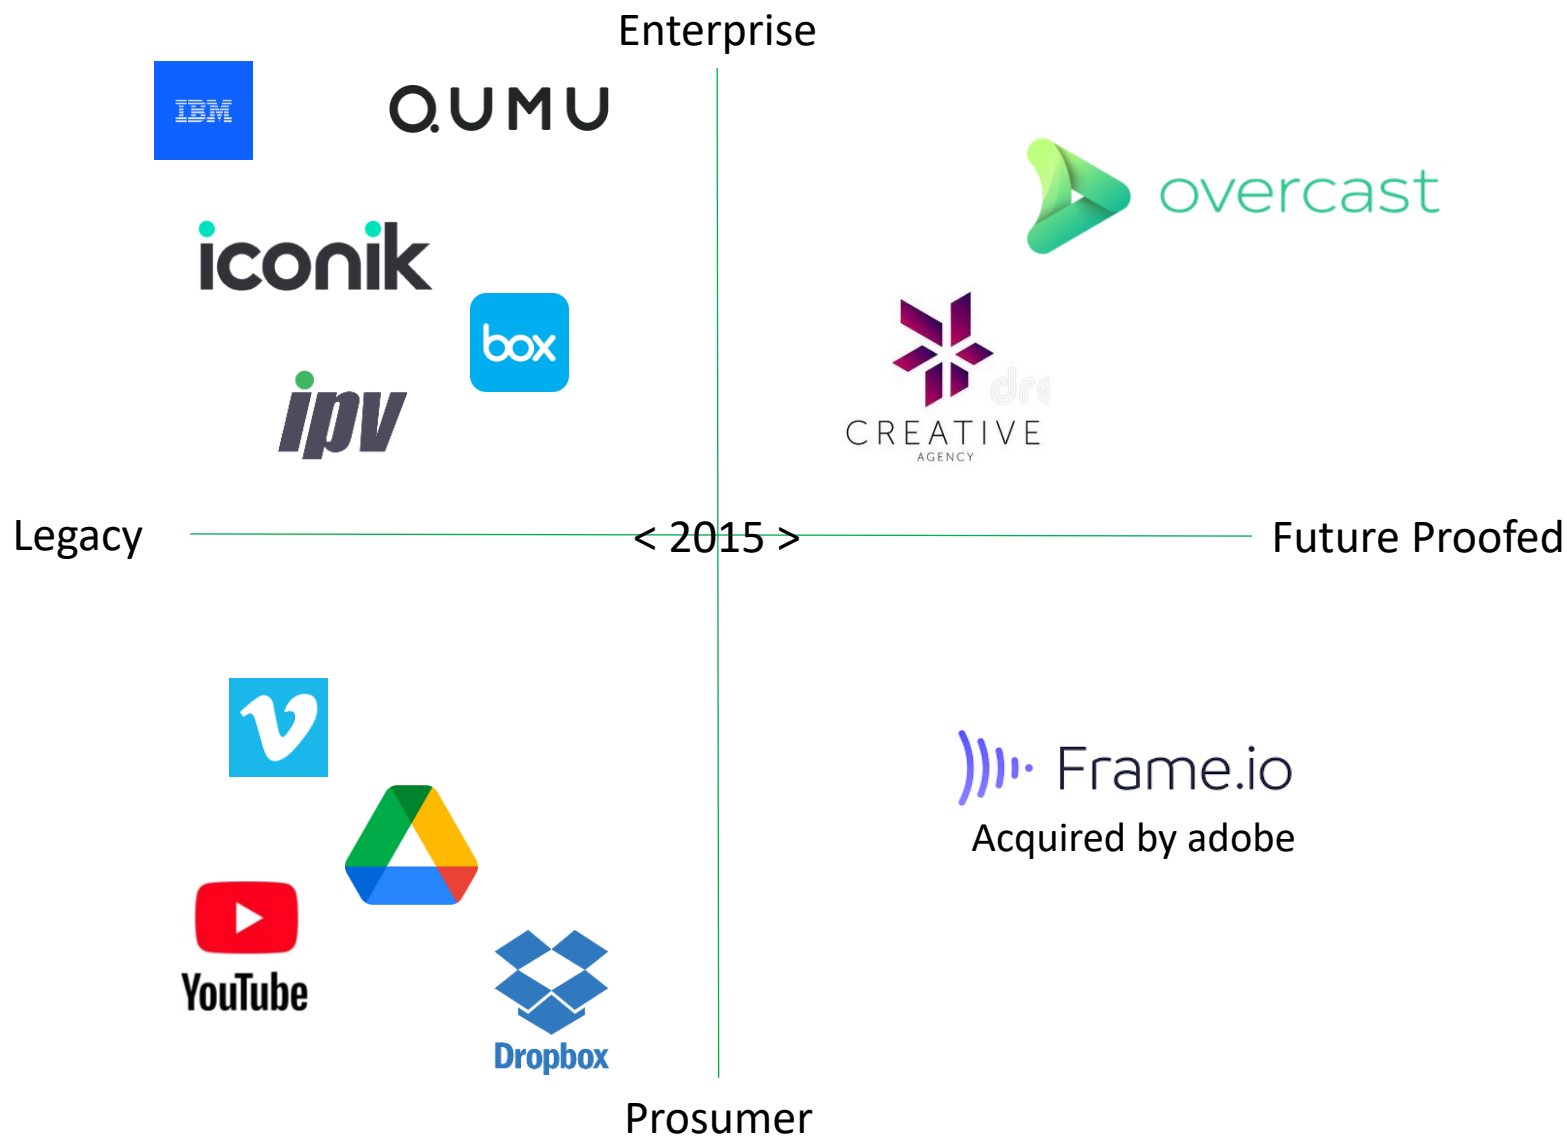 Enterprise
IBM
QUMU
overcast
iconik
box
ipv
CREATIVE
AGENCY
Legacy
< 2015 >
Future Proofed
Frame.io
Acquired by adobe
YouTube
Dropbox
Prosumer